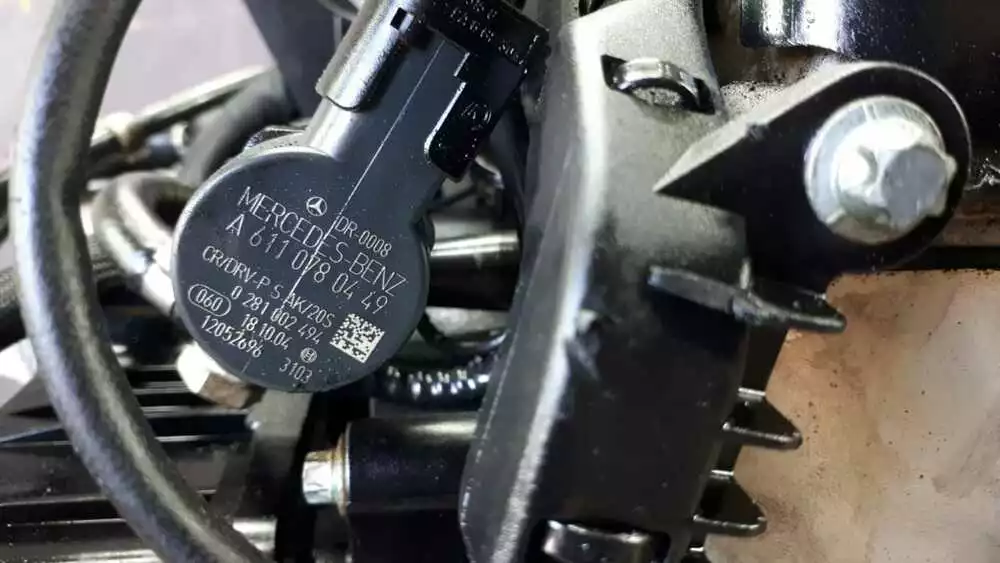 DR-0008
MERCEDES-BENZ
A 611 078 04 49
CR/DRV-P S AK/20S
0 281 002 494
060 18.10.04
12052696 3103